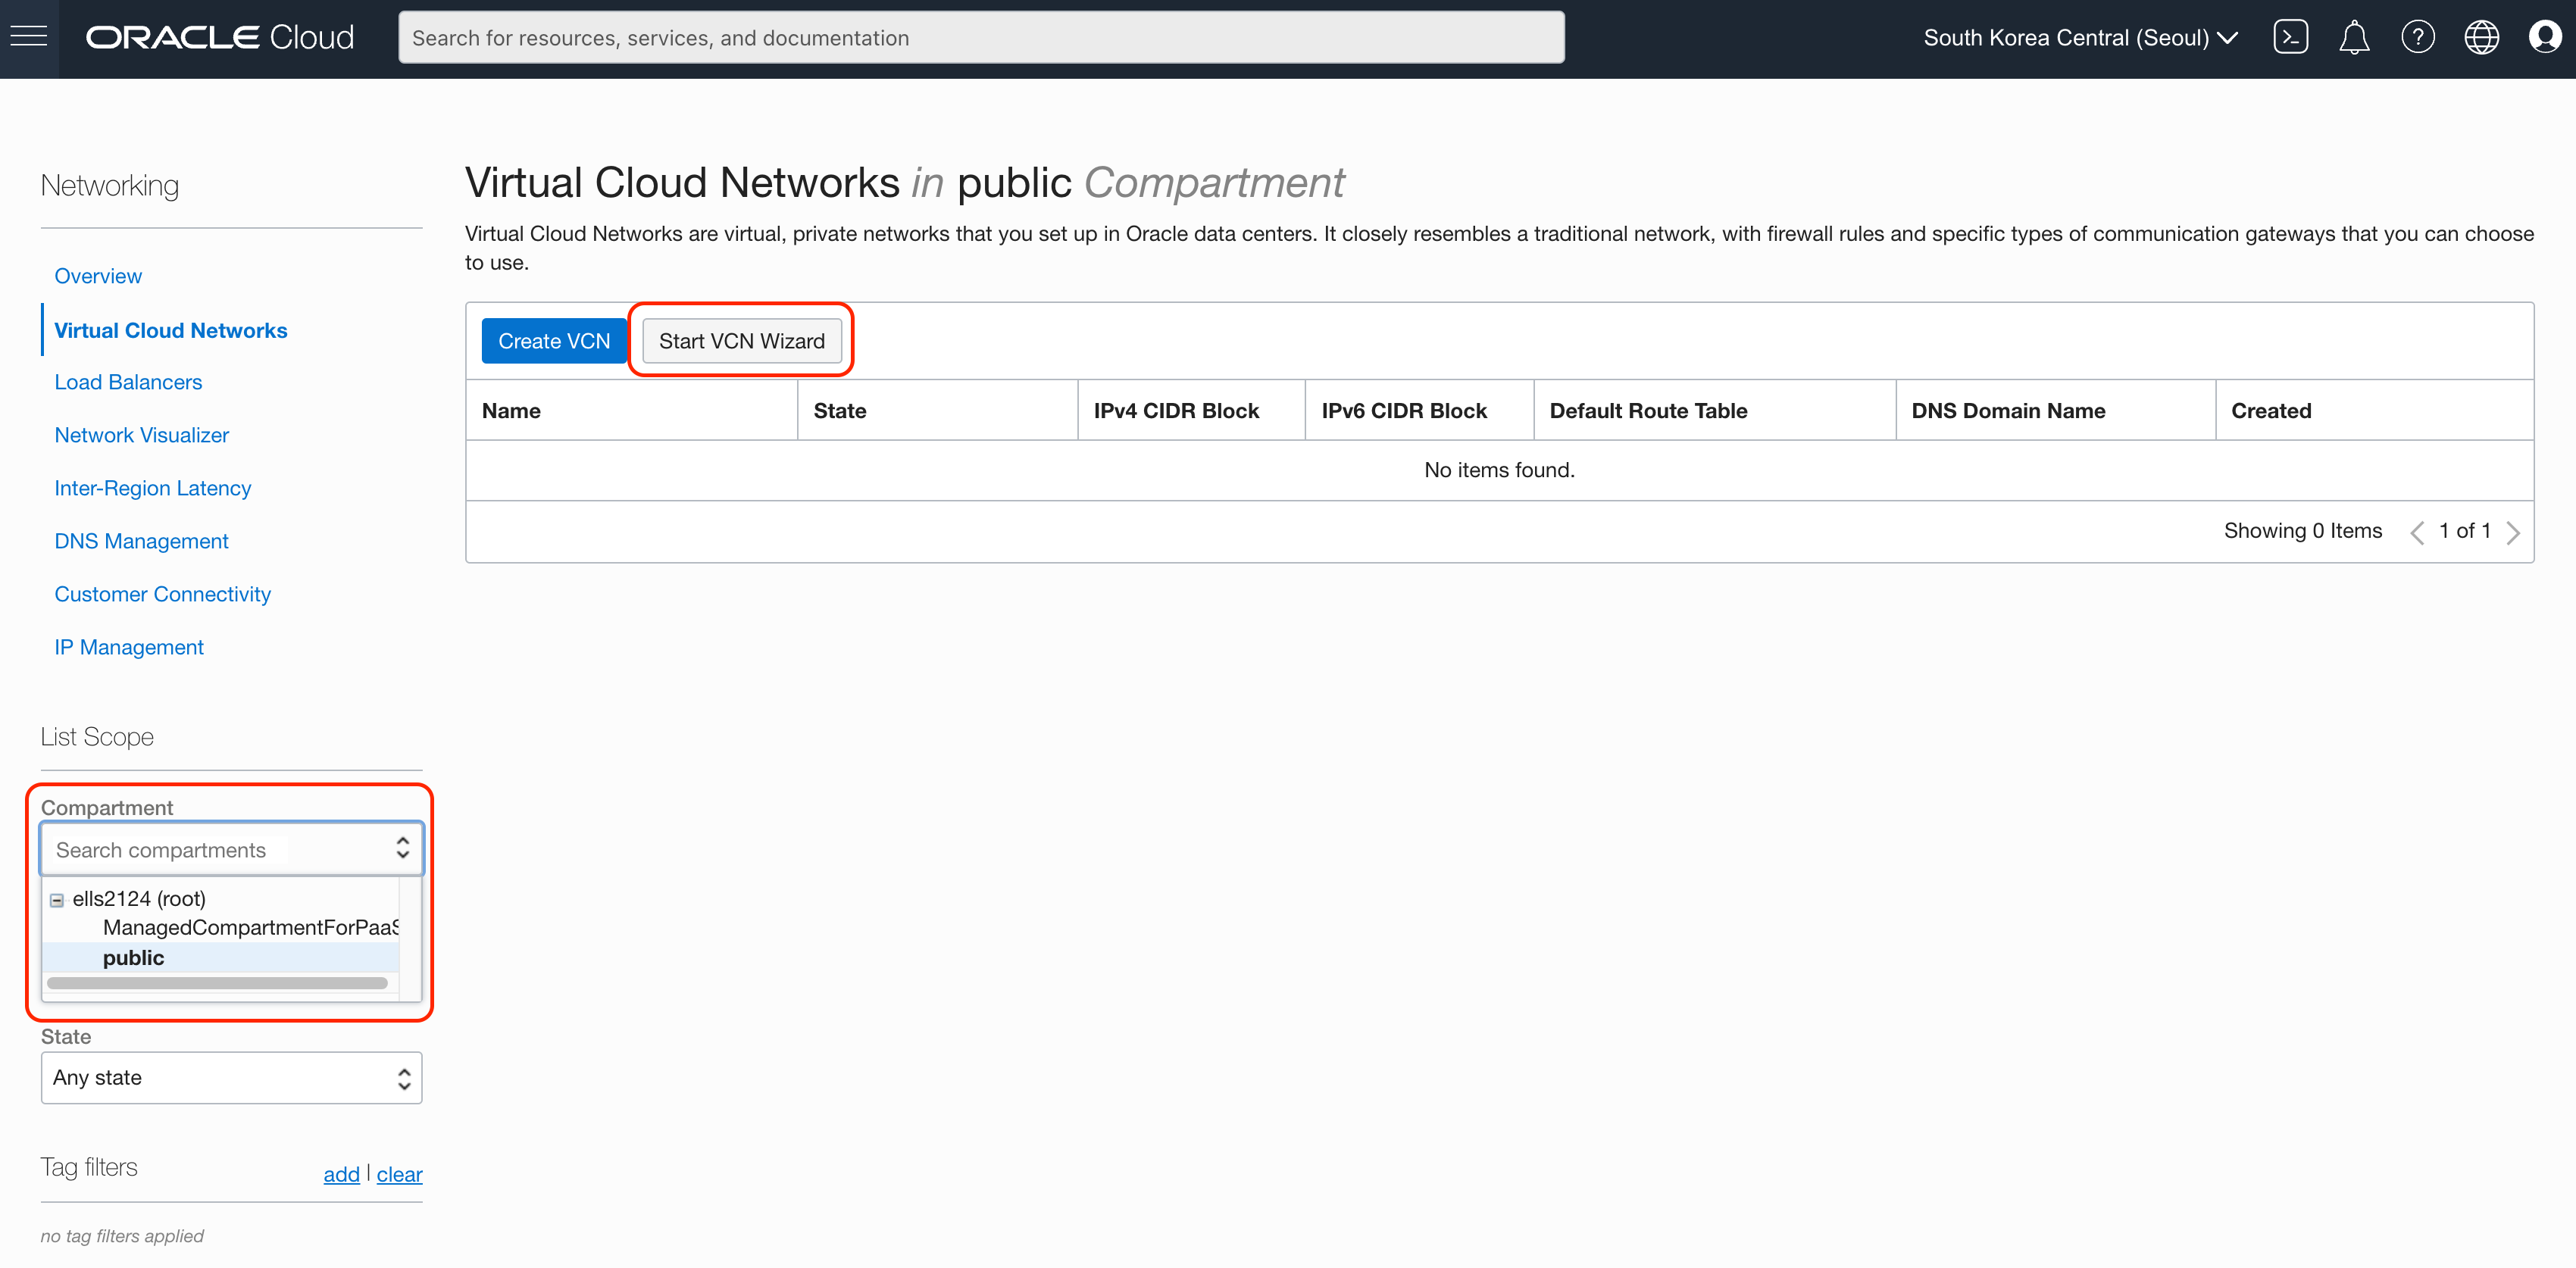 ORACLE Cloud
Search for resources, services, and documentation
South Korea Central (Seoul)
Networking
Overview
Virtual Cloud Networks
Load Balancers
Network Visualizer
Inter-Region Latency
DNS Management
Customer Connectivity
IP Management
List Scope
Compartment
Search compartments
ells2124 (root)
ManagedCompartmentForPaaS
public
State
Any state
Tag filters
add | clear
no tag filters applied
Virtual Cloud Networks in public Compartment
Virtual Cloud Networks are virtual, private networks that you set up in Oracle data centers. It closely resembles a traditional network, with firewall rules and specific types of communication gateways that you can choose
to use.
Create VCN Start VCN Wizard
Name State IPv4 CIDR Block IPv6 CIDR Block Default Route Table DNS Domain Name Created
No items found.
Showing 0 Items 1 of 1